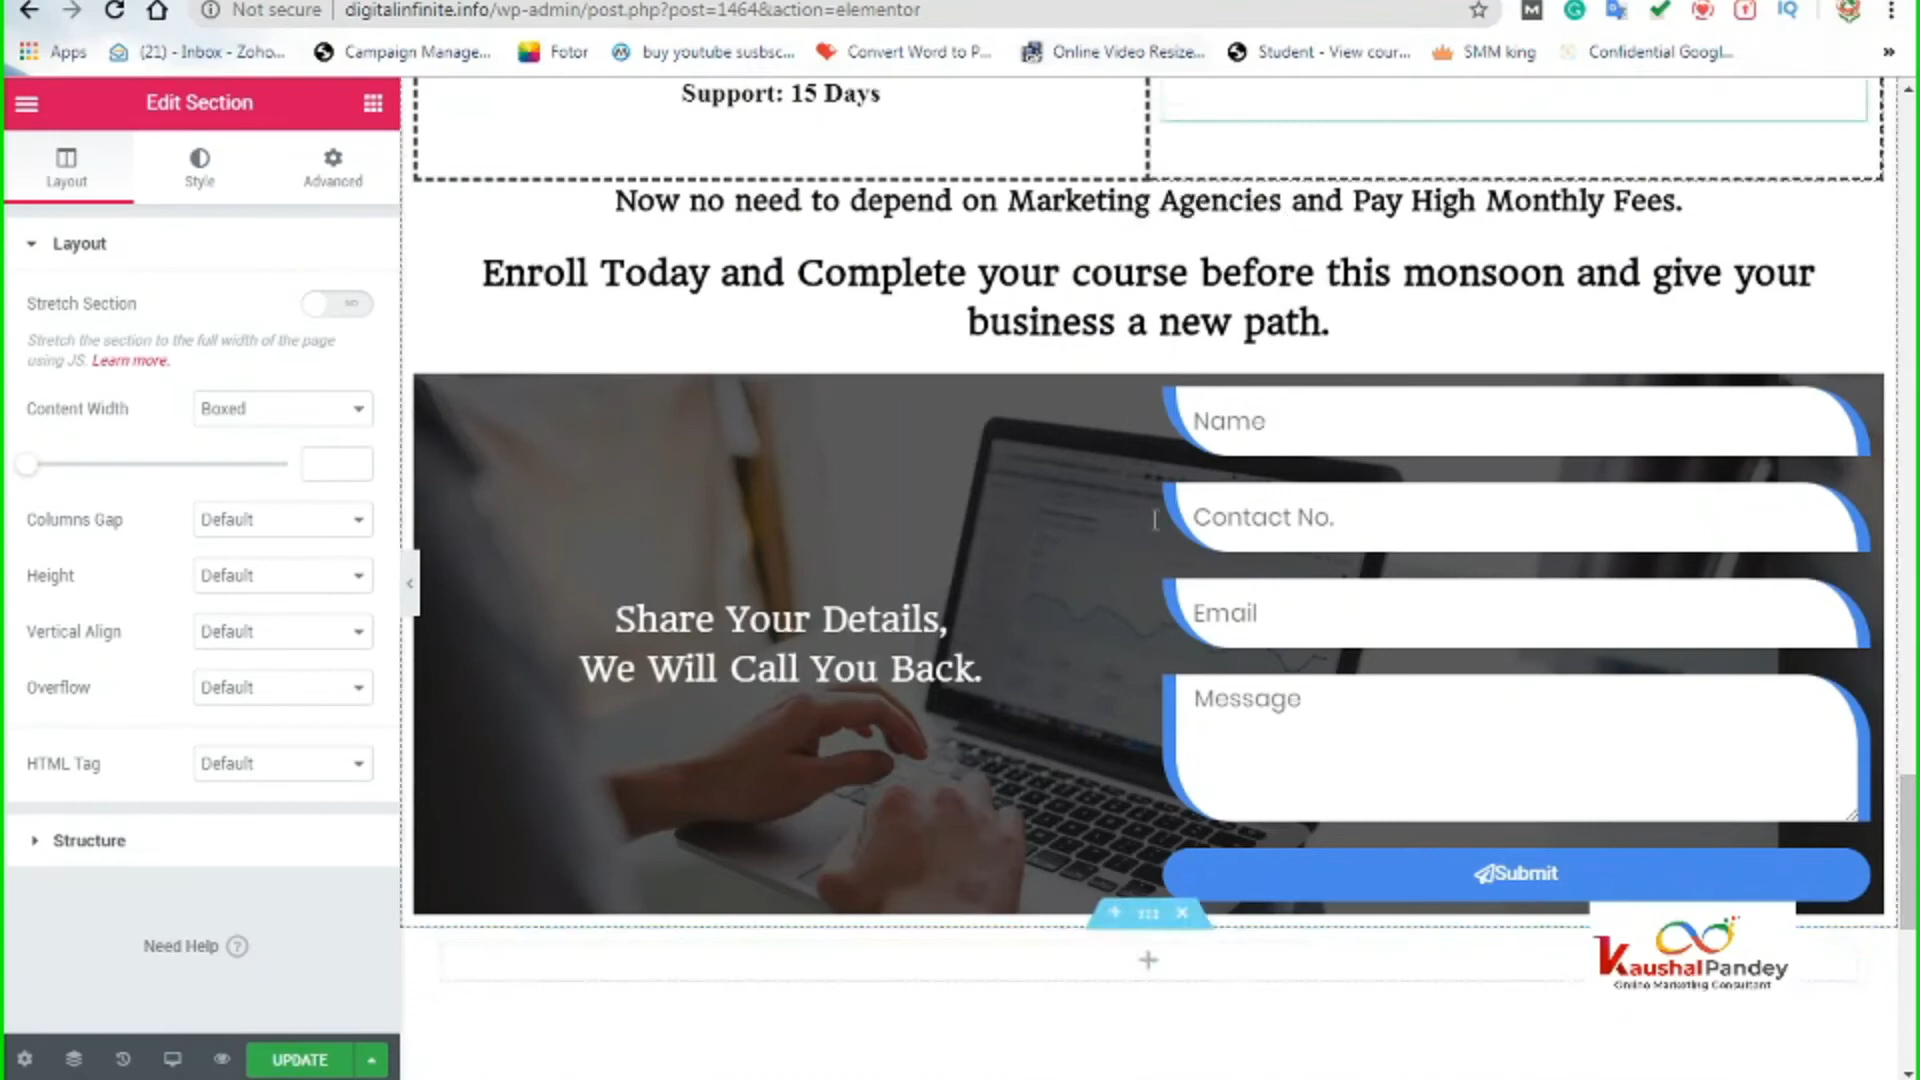 Not secure digitalinfinite.info/wp-admin/post.php?post=1464&action=elementor
M IQ
Apps (21) - Inbox - Zoho... Campaign Manage... Fotor buy youtube susbsc... Convert Word to P... Online Video Resize... Student - View cour... SMM king Confidential Googl... »
Edit Section
Layout Style Advanced
Layout
Stretch Section NO
Stretch the section to the full width of the page
using JS. Learn more.
Content Width Boxed
Columns Gap Default
Height Default
Vertical Align Default
Overflow Default
HTML Tag Default
Structure
Need Help ?
UPDATE
Support: 15 Days
Now no need to depend on Marketing Agencies and Pay High Monthly Fees.
Enroll Today and Complete your course before this monsoon and give your
business a new path.
Share Your Details,
We Will Call You Back.
Name
Contact No.
Email
Message
Submit
KaushalPandey
Online Marketing Consultant